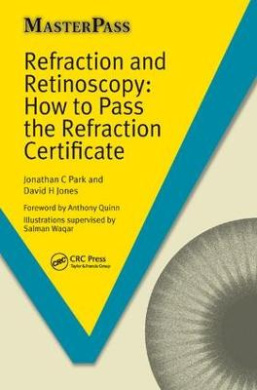 MASTERPASS
Refraction and
Retinoscopy:
How to Pass
the Refraction
Certificate
Jonathan C Park and
David H Jones
Foreword by Anthony Quinn
Illustrations supervised by
Salman Waqar
CRC Press
Taylor & Francis Group